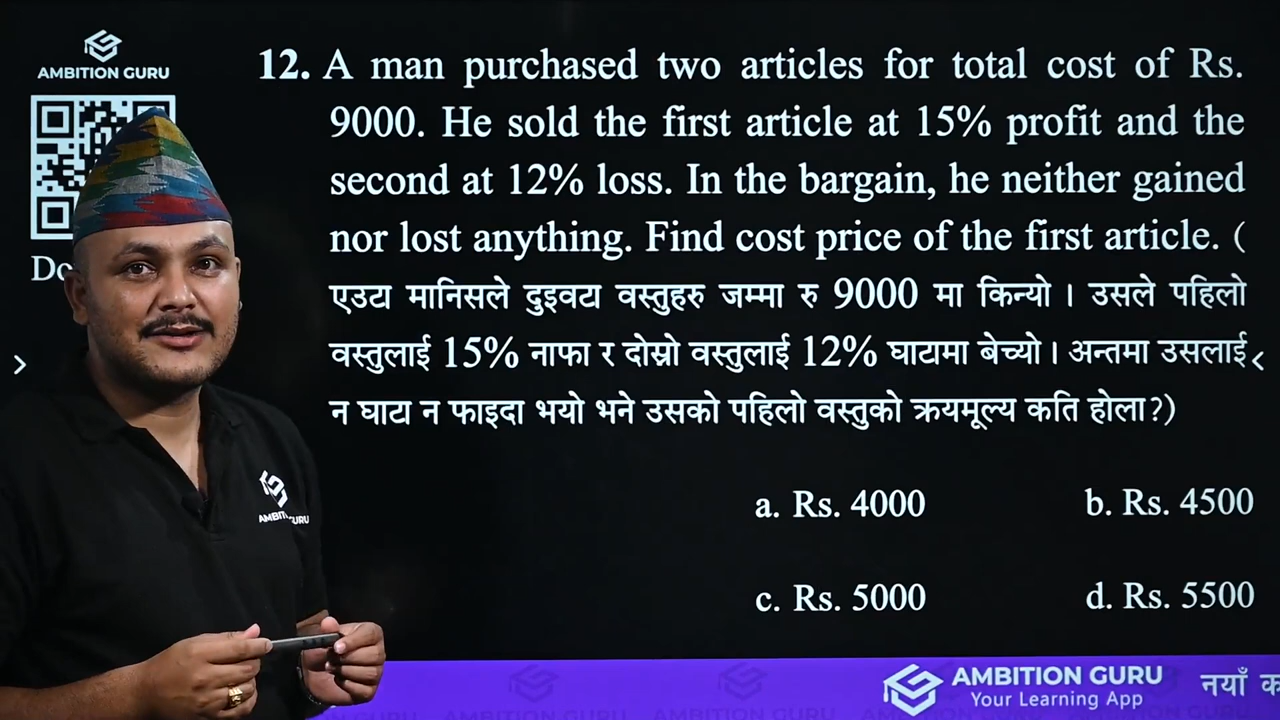 AMBITION GURU
12. A man purchased two articles for total cost of Rs.
9000. He sold the first article at 15% profit and the
second at 12% loss. In the bargain, he neither gained
nor lost anything. Find cost price of the first article. (
एउटा मानिसले दुइवटा वस्तुहरु जम्मा रु 9000 मा किन्यो । उसले पहिलो
वस्तुलाई 15% नाफा र दोस्रो वस्तुलाई 12% घाटामा बेच्यो । अन्तमा उसलाई
न घाटा न फाइदा भयो भने उसको पहिलो वस्तुको क्रयमूल्य कति होला?)
a. Rs. 4000 b. Rs. 4500
c. Rs. 5000 d. Rs. 5500
AMBITION GURU
Your Learning App
नयाँ